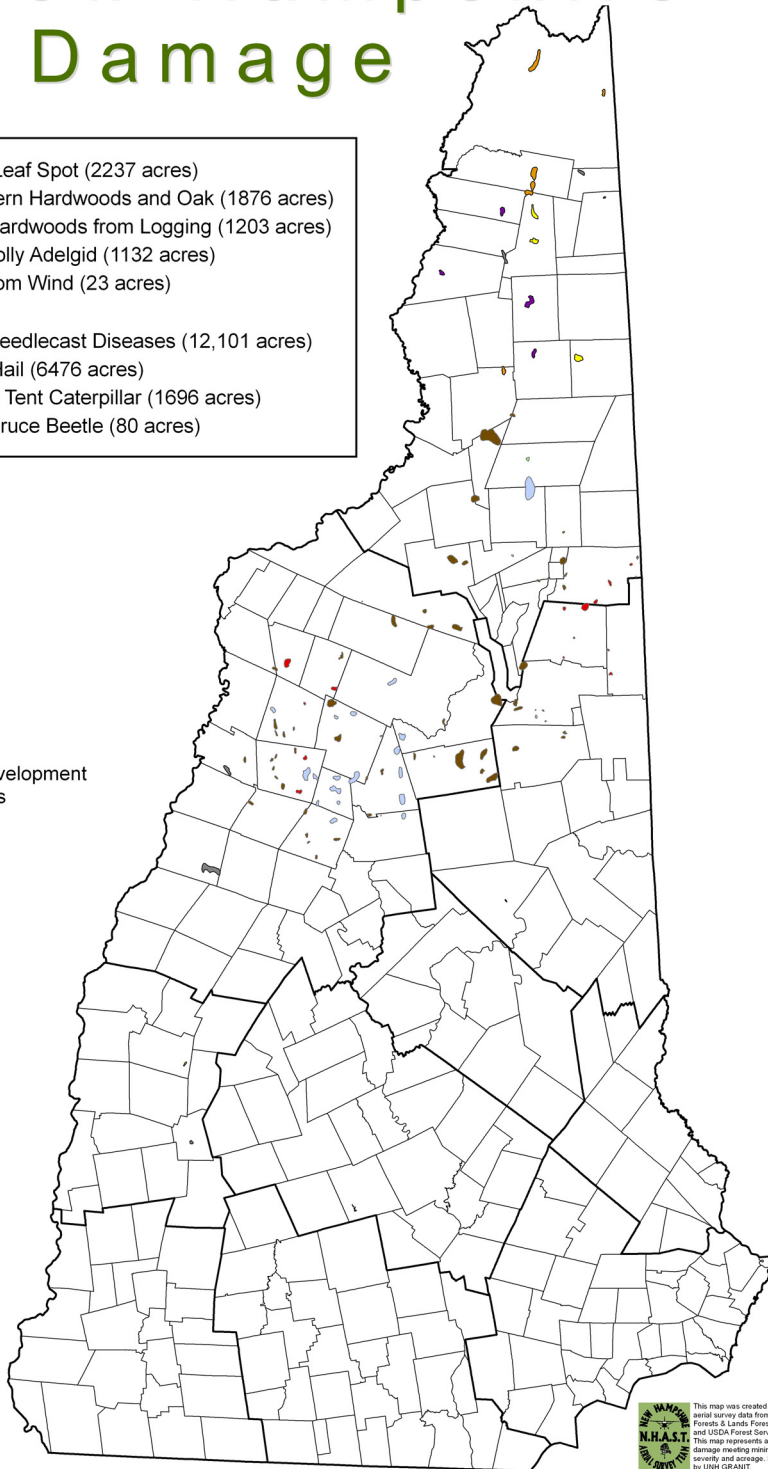 Damage
Leaf Spot (2237 acres)
ern Hardwoods and Oak (1876 acres)
ardwoods from Logging (1203 acres)
olly Adelgid (1132 acres)
om Wind (23 acres)
eedlecast Diseases (12,101 acres)
Hail (6476 acres)
Tent Caterpillar (1696 acres)
ruce Beetle (80 acres)
velopment
s
NEW HAMPSHIRE
N.H.A.S.T.
AERIAL SURVEY TEAM
This map was created
aerial survey data from
Forests & Lands Fores
and USDA Forest Serv
This map represents a
damage meeting mini
severity and acreage.
by UNH GRANIT.